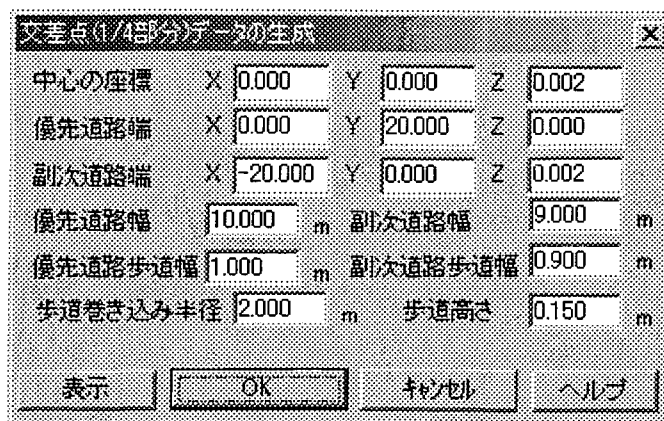 交差点(1/4部分)データの生成
中心の座標 X 0.000 Y 0.000 Z 0.002
優先道路端 X 0.000 Y 20.000 Z 0.000
副次道路端 X -20.000 Y 0.000 Z 0.002
優先道路幅 10.000 m 副次道路幅 9.000 m
優先道路歩道幅 1.000 m 副次道路歩道幅 0.900 m
歩道巻き込み半径 2.000 m 歩道高さ 0.150 m
表示 OK キャンセル ヘルプ